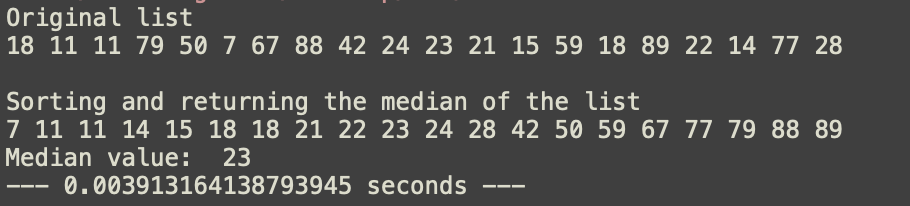 Original list
18 11 11 79 50 7 67 88 42 24 23 21 15 59 18 89 22 14 77 28
Sorting and returning the median of the list
7 11 11 14 15 18 18 21 22 23 24 28 42 50 59 67 77 79 88 89
Median value:  23
--- 0.003913164138793945 seconds ---